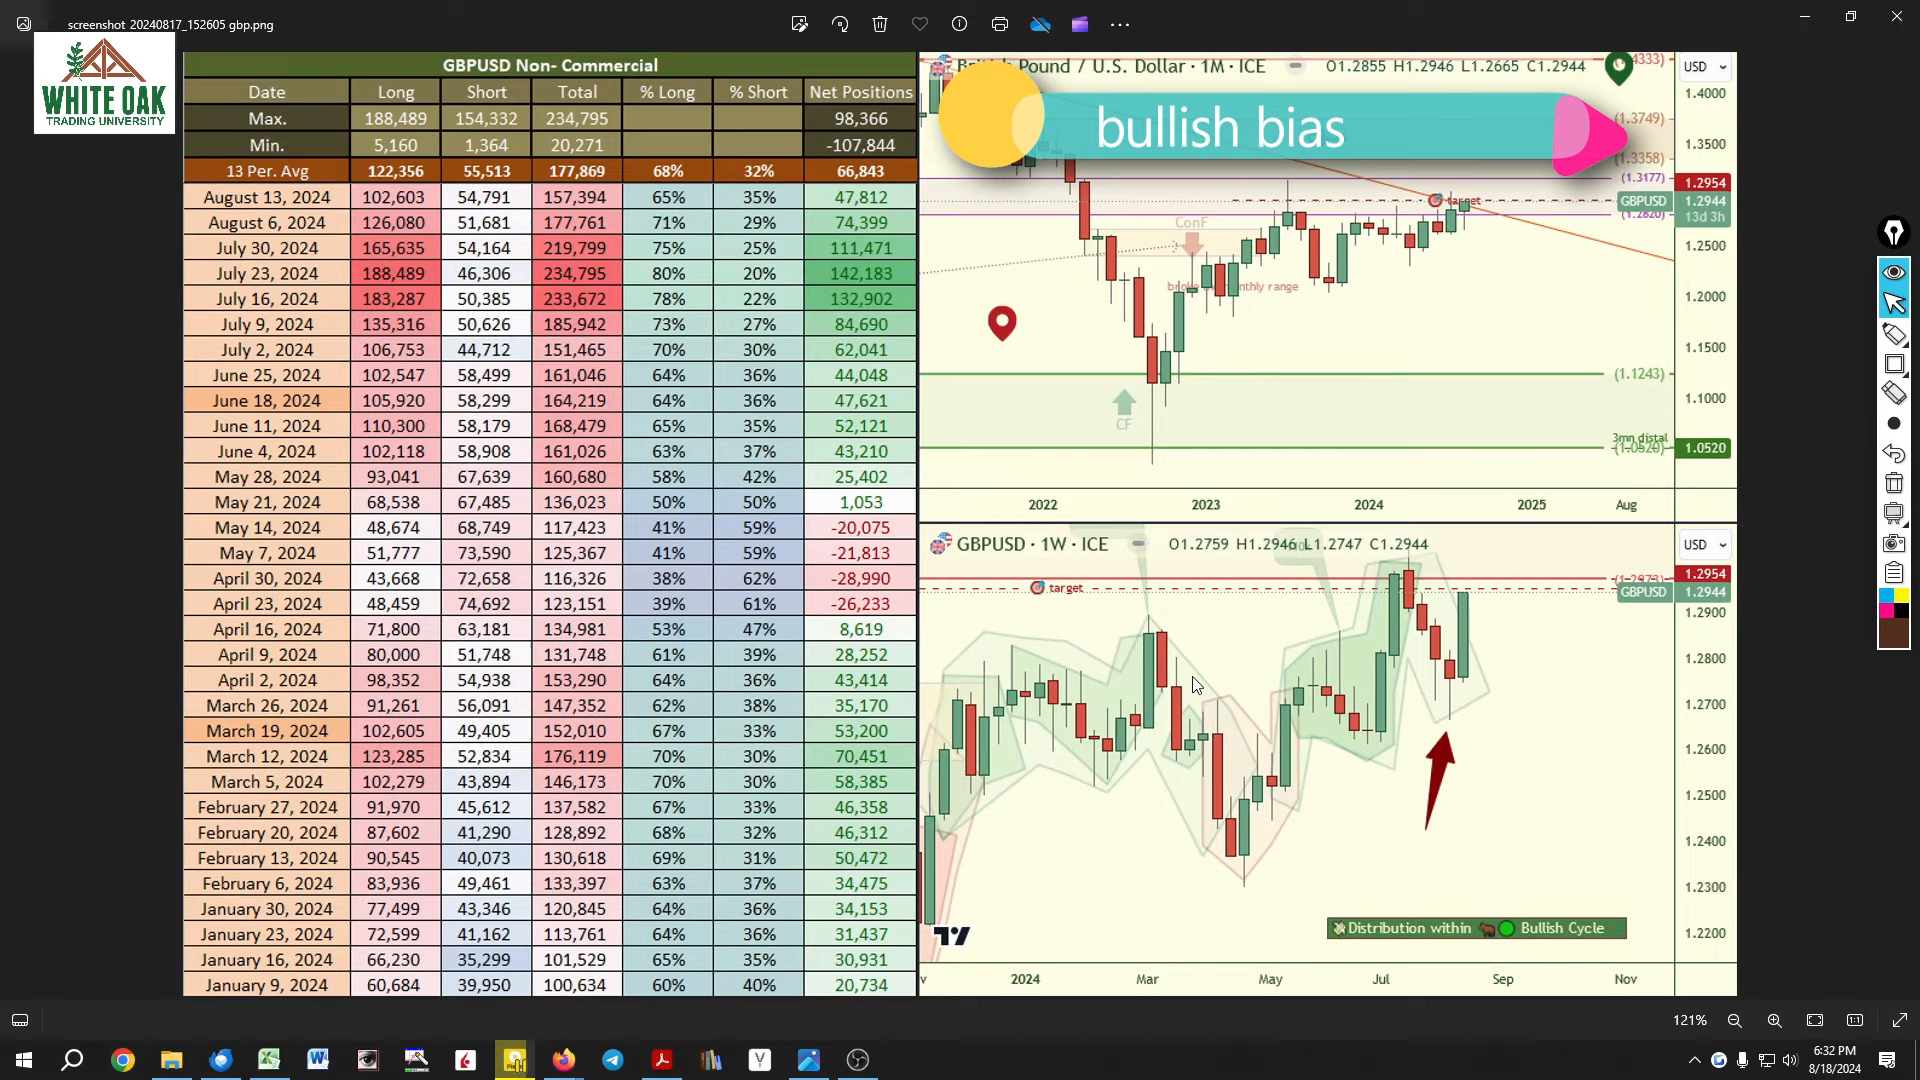 screenshot 20240817_152605 gbp.png
WHITE OAK
TRADING UNIVERSITY
GBPUSD Non- Commercial
Date Long Short Total % Long % Short Net Positions
Max. 188,489 154,332 234,795 98,366
Min. 5,160 1,364 20,271 -107,844
13 Per. Avg 122,356 55,513 177,869 68% 32% 66,843
August 13, 2024 102,603 54,791 157,394 65% 35% 47,812
August 6, 2024 126,080 51,681 177,761 71% 29% 74,399
July 30, 2024 165,635 54,164 219,799 75% 25% 111,471
July 23, 2024 188,489 46,306 234,795 80% 20% 142,183
July 16, 2024 183,287 50,385 233,672 78% 22% 132,902
July 9, 2024 135,316 50,626 185,942 73% 27% 84,690
July 2, 2024 106,753 44,712 151,465 70% 30% 62,041
June 25, 2024 102,547 58,499 161,046 64% 36% 44,048
June 18, 2024 105,920 58,299 164,219 64% 36% 47,621
June 11, 2024 110,300 58,179 168,479 65% 35% 52,121
June 4, 2024 102,118 58,908 161,026 63% 37% 43,210
May 28, 2024 93,041 67,639 160,680 58% 42% 25,402
May 21, 2024 68,538 67,485 136,023 50% 50% 1,053
May 14, 2024 48,674 68,749 117,423 41% 59% -20,075
May 7, 2024 51,777 73,590 125,367 41% 59% -21,813
April 30, 2024 43,668 72,658 116,326 38% 62% -28,990
April 23, 2024 48,459 74,692 123,151 39% 61% -26,233
April 16, 2024 71,800 63,181 134,981 53% 47% 8,619
April 9, 2024 80,000 51,748 131,748 61% 39% 28,252
April 2, 2024 98,352 54,938 153,290 64% 36% 43,414
March 26, 2024 91,261 56,091 147,352 62% 38% 35,170
March 19, 2024 102,605 49,405 152,010 67% 33% 53,200
March 12, 2024 123,285 52,834 176,119 70% 30% 70,451
March 5, 2024 102,279 43,894 146,173 70% 30% 58,385
February 27, 2024 91,970 45,612 137,582 67% 33% 46,358
February 20, 2024 87,602 41,290 128,892 68% 32% 46,312
February 13, 2024 90,545 40,073 130,618 69% 31% 50,472
February 6, 2024 83,936 49,461 133,397 63% 37% 34,475
January 30, 2024 77,499 43,346 120,845 64% 36% 34,153
January 23, 2024 72,599 41,162 113,761 64% 36% 31,437
January 16, 2024 66,230 35,299 101,529 65% 35% 30,931
January 9, 2024 60,684 39,950 100,634 60% 40% 20,734
Pound / U.S. Dollar · 1M · ICE O1.2855 H1.2946 L1.2665 C1.2944
USD
bullish bias
1.4000
(1.3749)
1.3500
(1.3358)
(1.3177)
1.2954
target
GBPUSD 1.2944
13d 3h
(1.2820)
ConF
1.2500
broke monthly range
1.2000
1.1500
(1.1243)
1.1000
CF
3mn distal
(1.0520) 1.0520
2022 2023 2024 2025 Aug
GBPUSD · 1W · ICE O1.2759 H1.2946 L1.2747 C1.2944
USD
1.2954
target
GBPUSD 1.2944
1.2900
1.2800
1.2700
1.2600
1.2500
1.2400
1.2300
1.2200
Distribution within Bullish Cycle
2024 Mar May Jul Sep Nov
121%
1:1
6:32 PM
8/18/2024